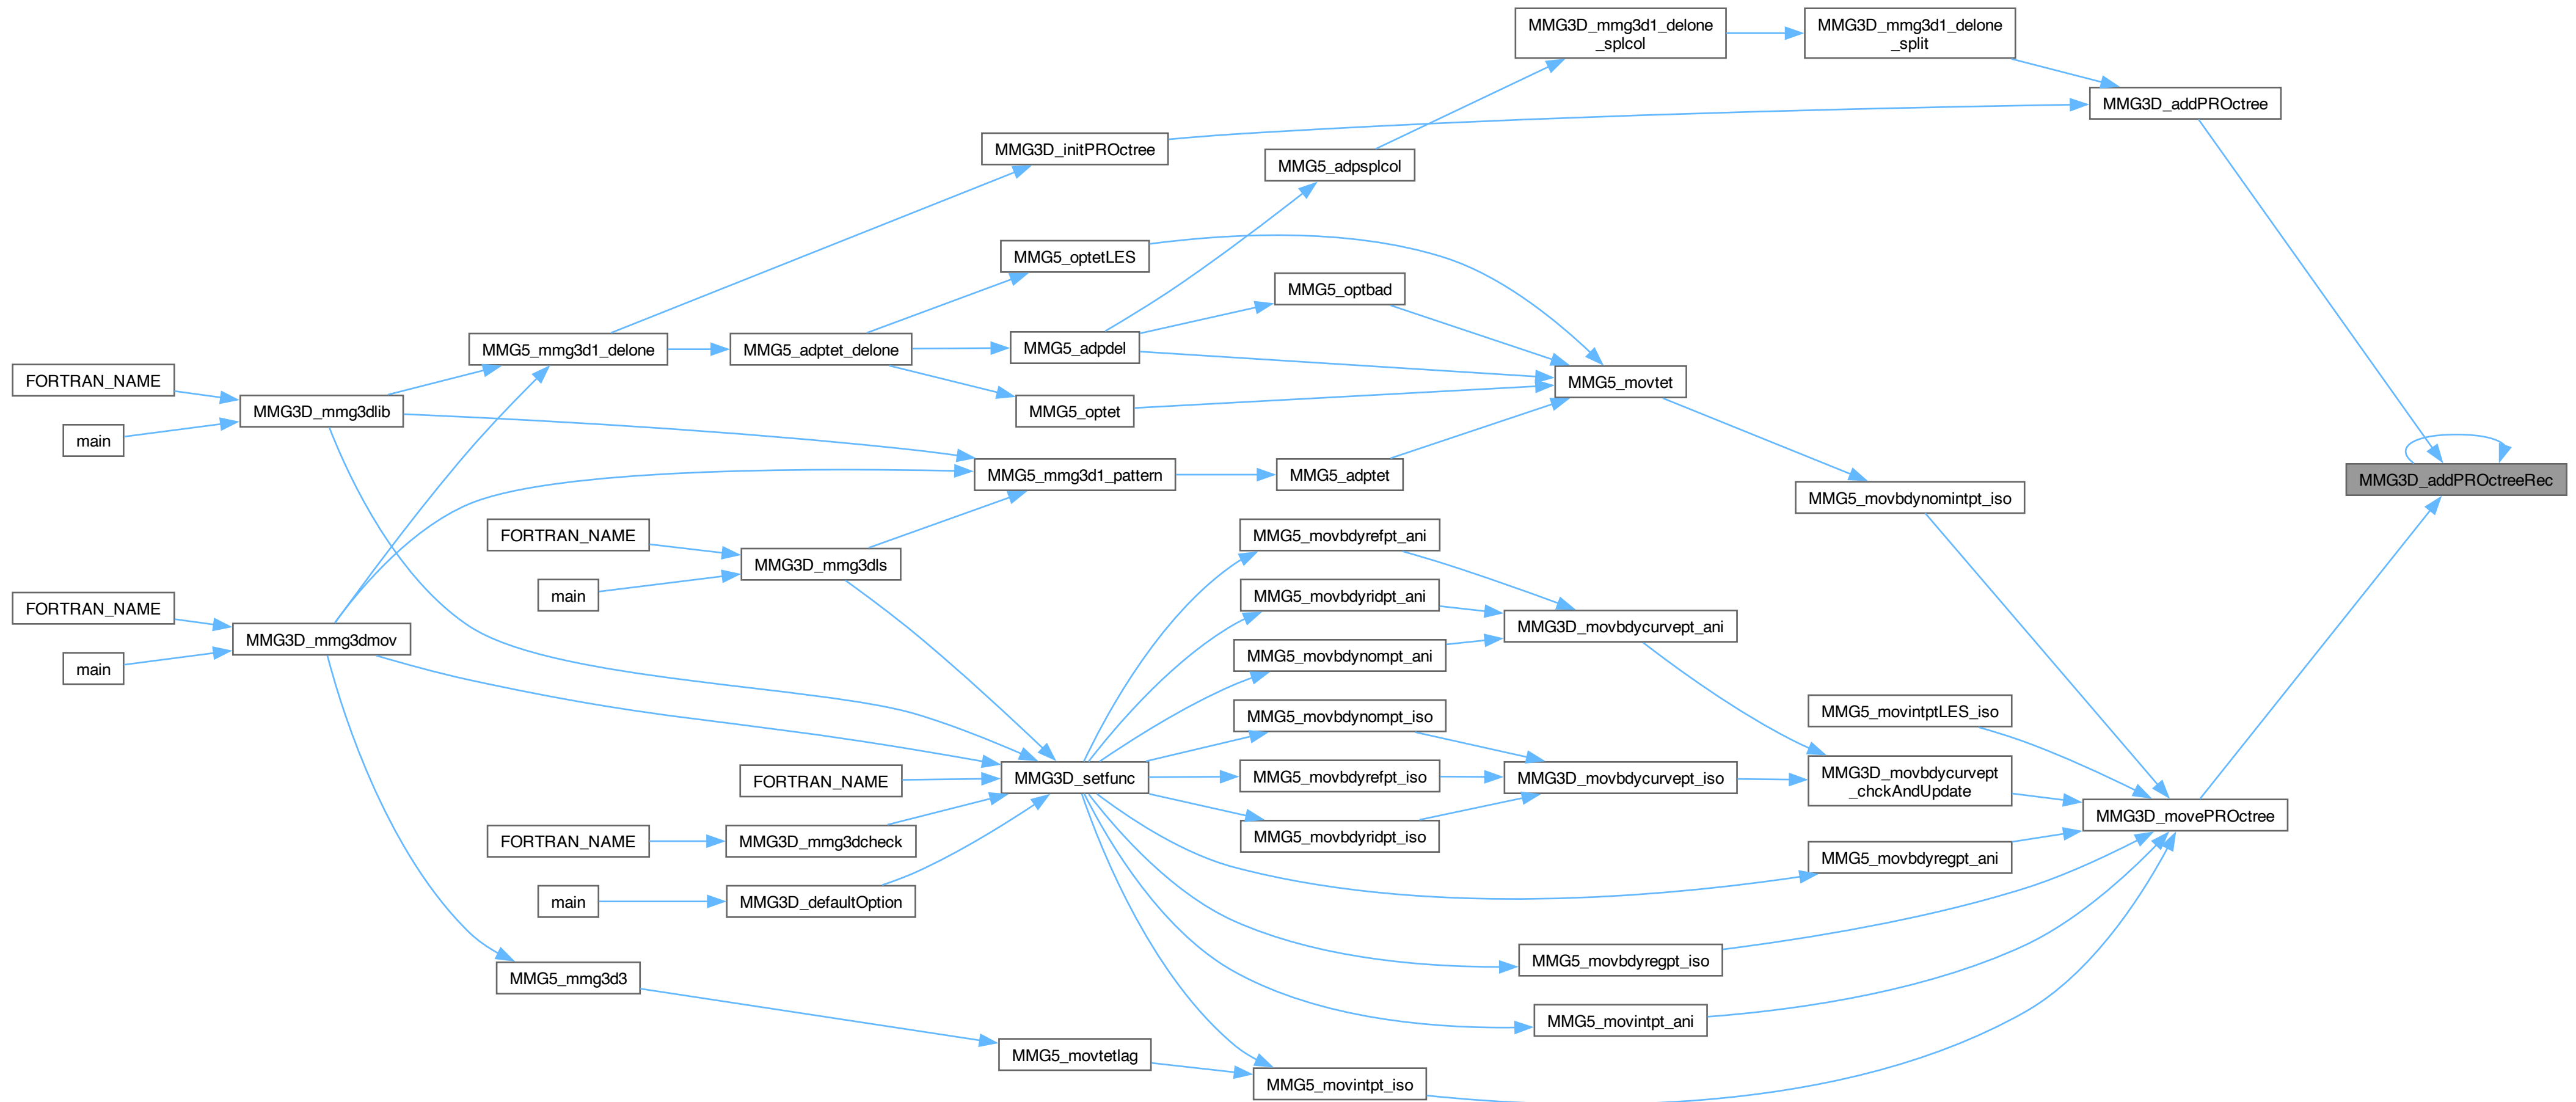 MMG3D_mmg3d1_delone
_splcol
MMG3D_mmg3d1_delone
_split
MMG3D_addPROctree
MMG3D_initPROctree
MMG5_adpsplcol
MMG5_optetLES
MMG5_optbad
MMG5_mmg3d1_delone
MMG5_adptet_delone
MMG5_adpdel
FORTRAN_NAME
MMG5_movtet
MMG3D_mmg3dlib
MMG5_optet
main
MMG5_mmg3d1_pattern
MMG5_adptet
MMG3D_addPROctreeRec
MMG5_movbdynomintpt_iso
FORTRAN_NAME
MMG5_movbdyrefpt_ani
MMG3D_mmg3dls
main
MMG5_movbdyridpt_ani
FORTRAN_NAME
MMG3D_movbdycurvept_ani
MMG3D_mmg3dmov
MMG5_movbdynompt_ani
main
MMG5_movintptLES_iso
MMG5_movbdynompt_iso
FORTRAN_NAME
MMG3D_setfunc
MMG5_movbdyrefpt_iso
MMG3D_movbdycurvept_iso
MMG3D_movbdycurvept
_chckAndUpdate
MMG3D_movePROctree
FORTRAN_NAME
MMG3D_mmg3dcheck
MMG5_movbdyridpt_iso
MMG5_movbdyregpt_ani
main
MMG3D_defaultOption
MMG5_movbdyregpt_iso
MMG5_mmg3d3
MMG5_movintpt_ani
MMG5_movtetlag
MMG5_movintpt_iso